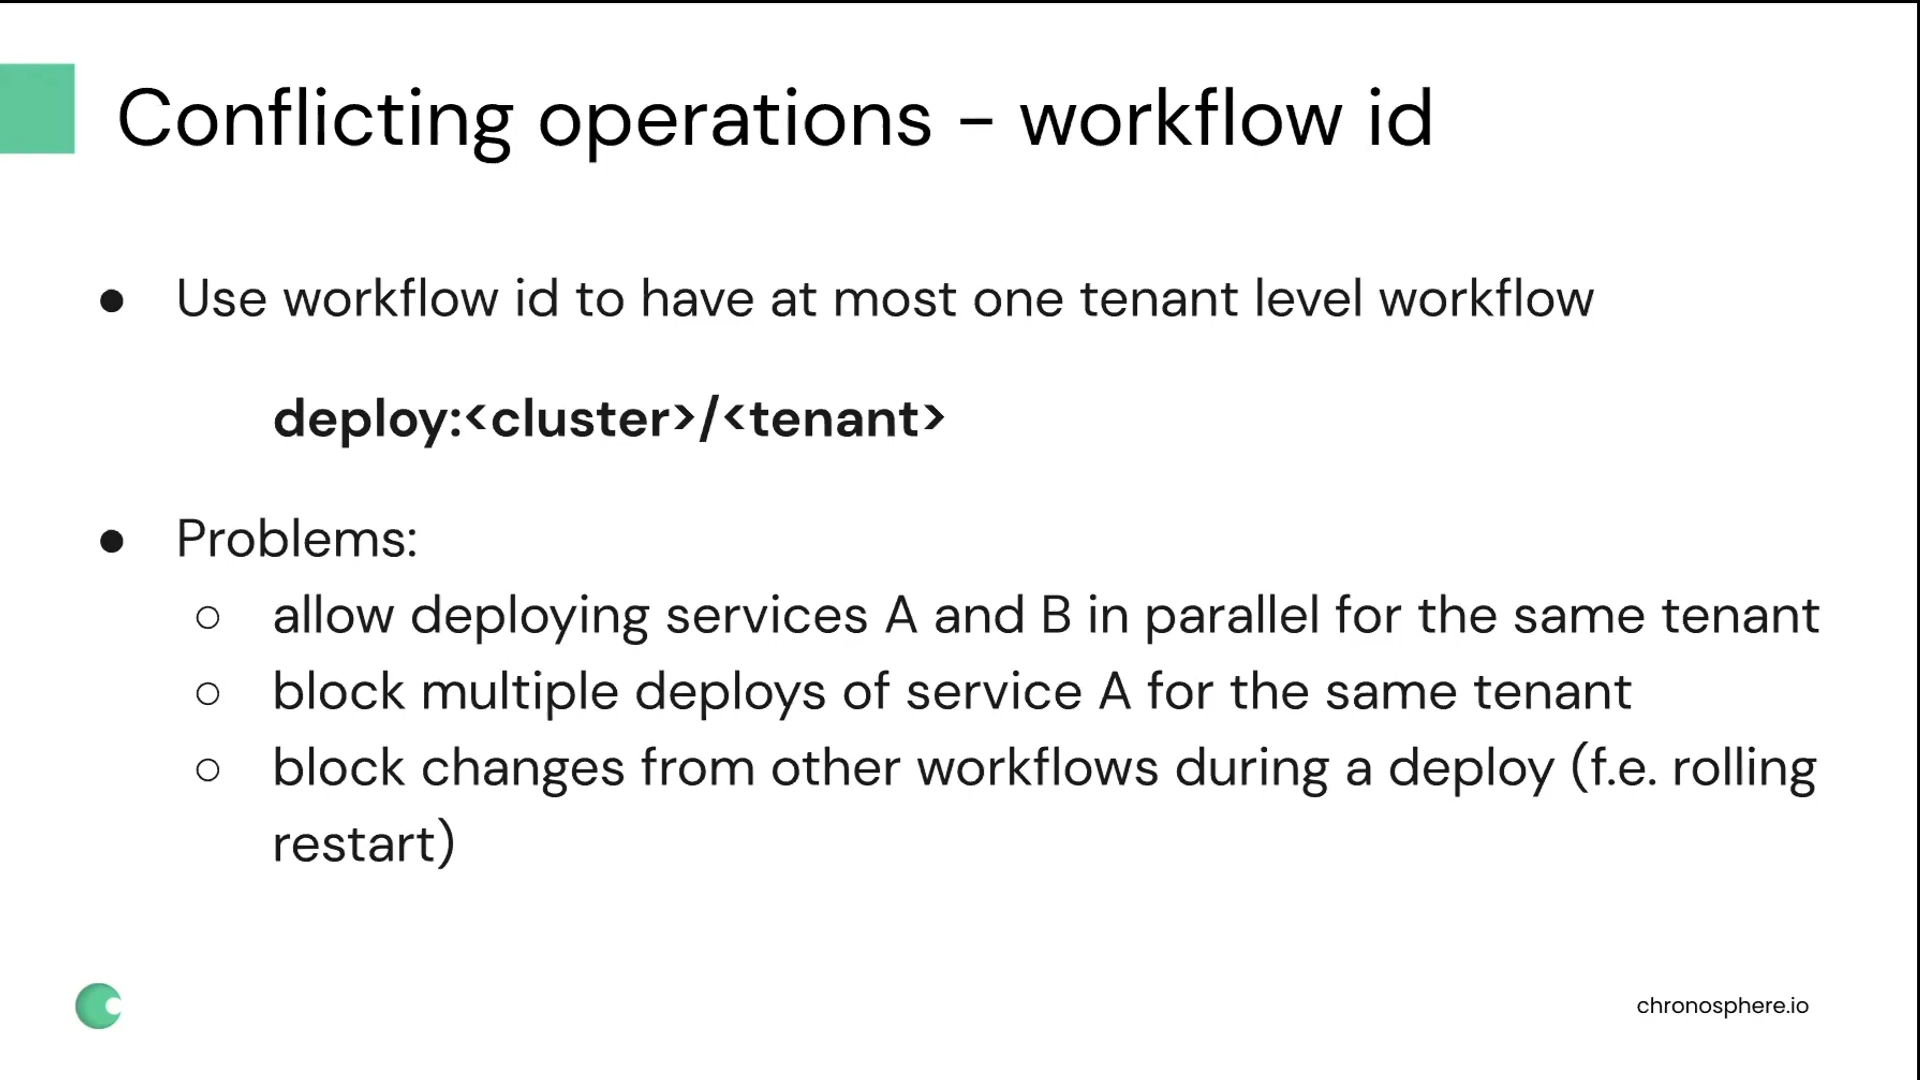 Conflicting operations - workflow id
● Use workflow id to have at most one tenant level workflow
deploy:<cluster>/<tenant>
● Problems:
○ allow deploying services A and B in parallel for the same tenant
○ block multiple deploys of service A for the same tenant
○ block changes from other workflows during a deploy (f.e. rolling
restart)
chronosphere.io